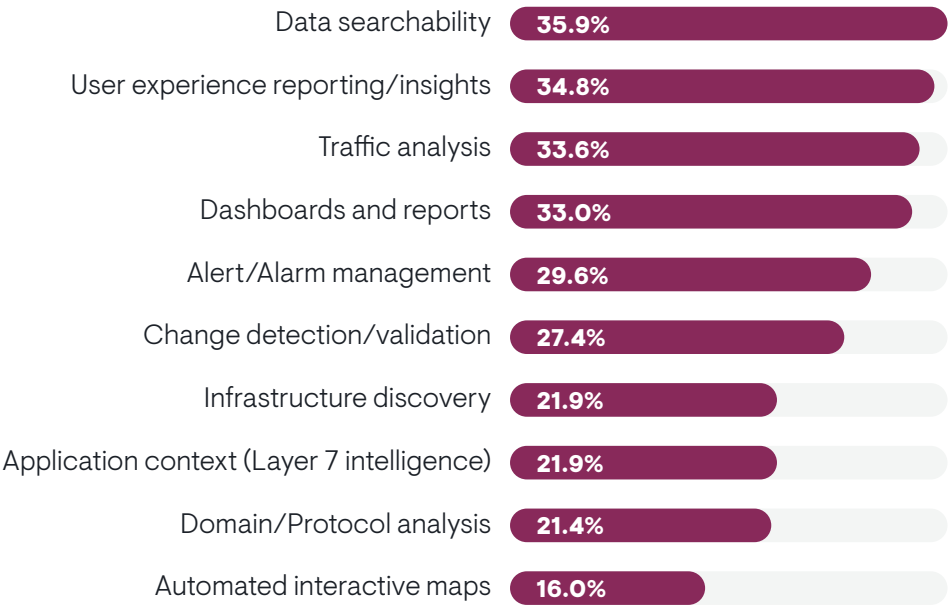 Data searchability 35.9%
User experience reporting/insights 34.8%
Traffic analysis 33.6%
Dashboards and reports 33.0%
Alert/Alarm management 29.6%
Change detection/validation 27.4%
Infrastructure discovery 21.9%
Application context (Layer 7 intelligence) 21.9%
Domain/Protocol analysis 21.4%
Automated interactive maps 16.0%